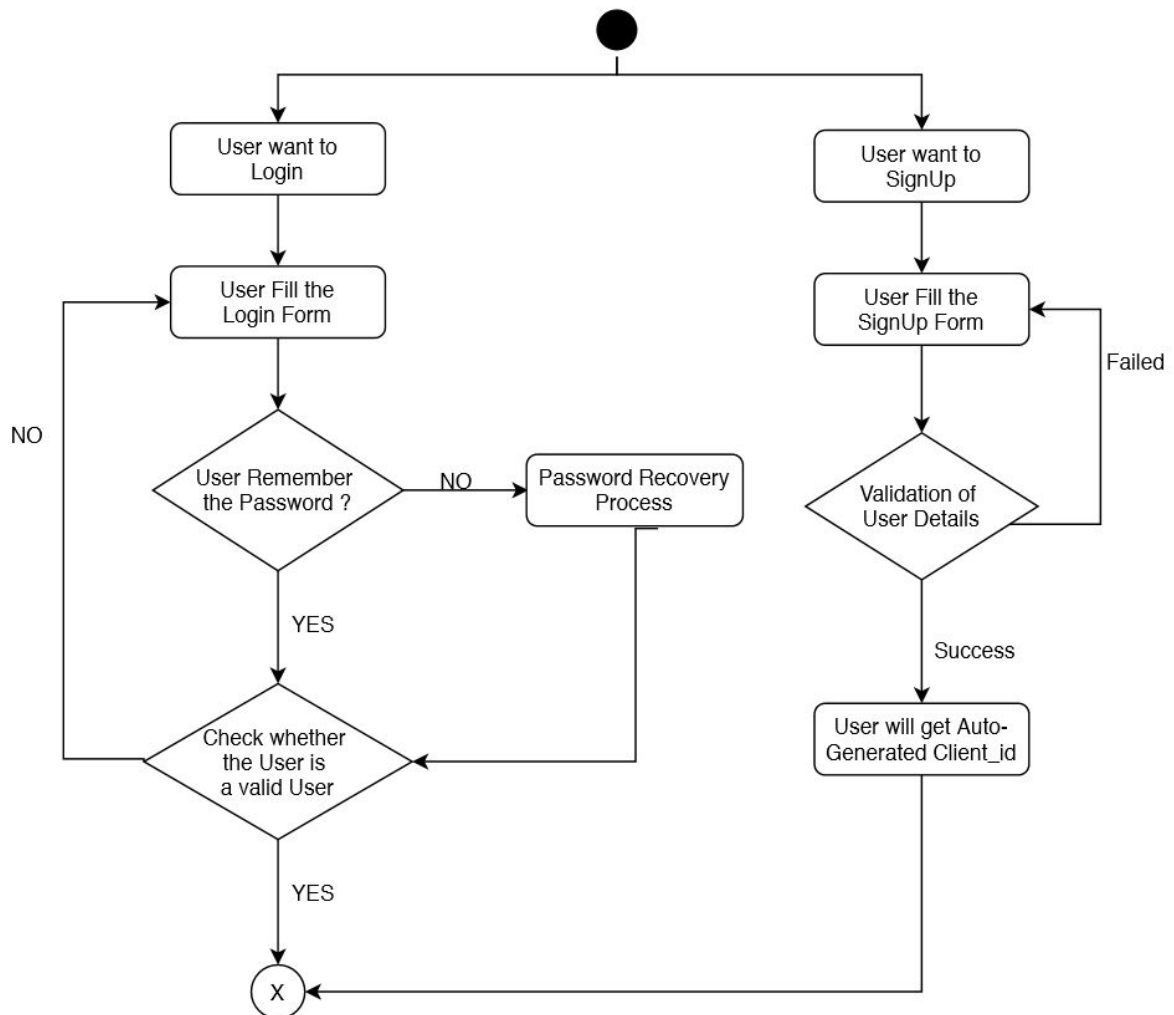 User want to
Login
User want to
SignUp
User Fill the
Login Form
User Fill the
SignUp Form
Failed
NO
User Remember
the Password ?
NO
Password Recovery
Process
Validation of
User Details
YES
Success
Check whether
the User is
a valid User
User will get Auto-
Generated Client_id
YES
X